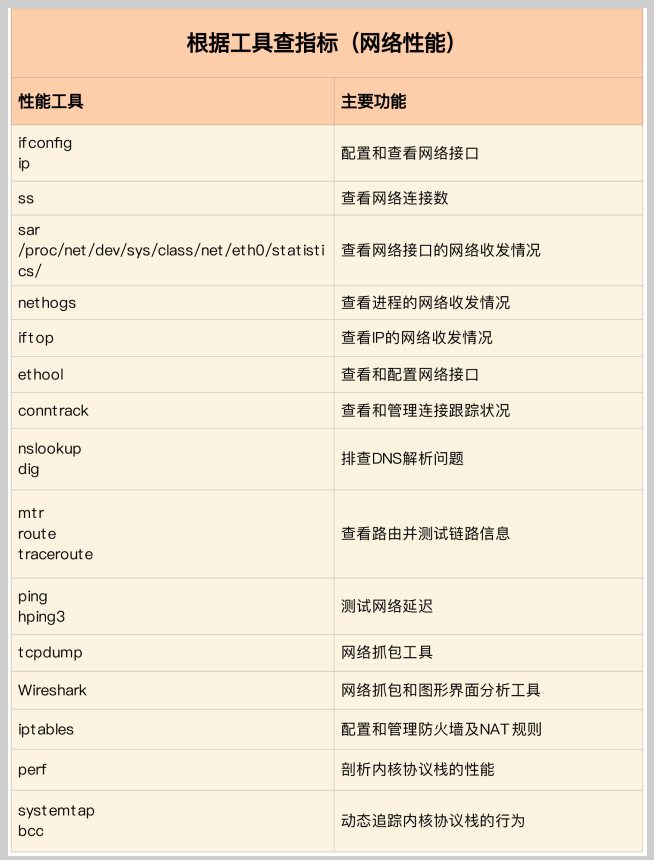 根据工具查指标（网络性能）
性能工具
主要功能
ifconfig
ip
配置和查看网络接口
ss
查看网络连接数
sar
/proc/net/dev/sys/class/net/eth0/statisti
cs/
查看网络接口的网络收发情况
nethogs
查看进程的网络收发情况
iftop
查看IP的网络收发情况
ethool
查看和配置网络接口
conntrack
查看和管理连接跟踪状况
nslookup
dig
排查DNS解析问题
mtr
route
traceroute
查看路由并测试链路信息
ping
hping3
测试网络延迟
tcpdump
网络抓包工具
Wireshark
网络抓包和图形界面分析工具
iptables
配置和管理防火墙及NAT规则
perf
剖析内核协议栈的性能
systemtap
bcc
动态追踪内核协议栈的行为